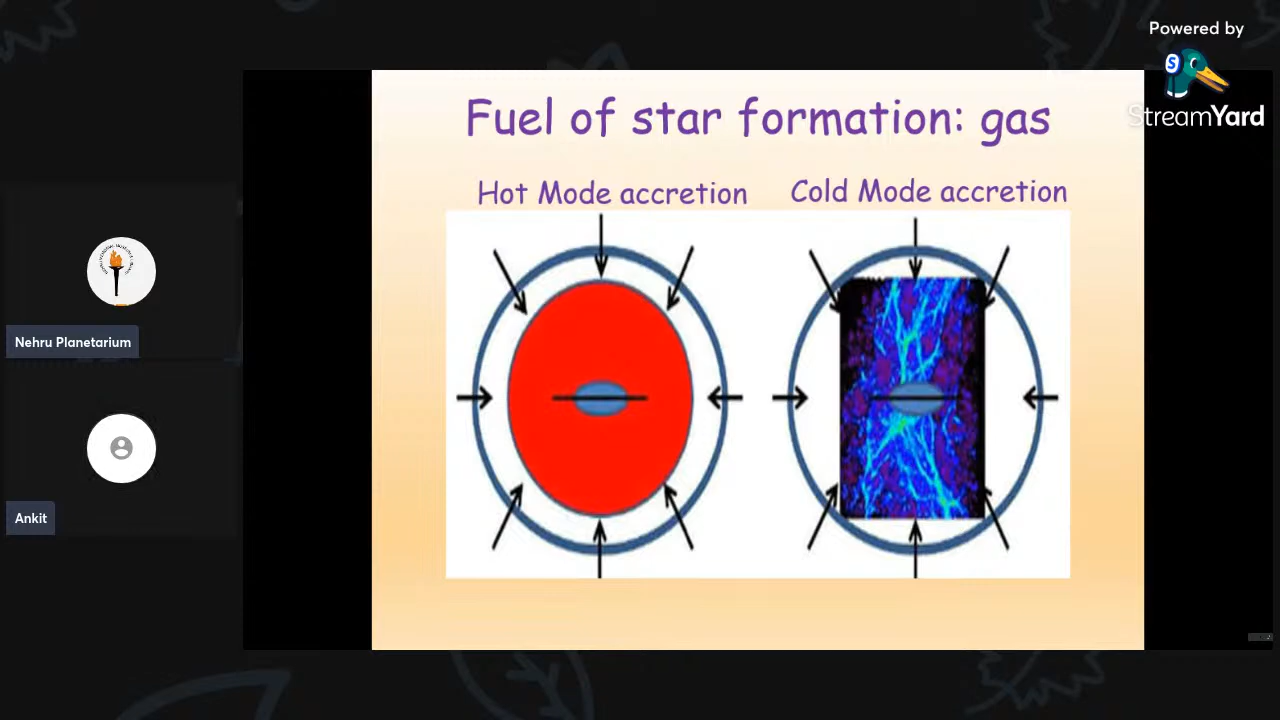 Powered by
StreamYard
Fuel of star formation: gas
Hot Mode accretion
Cold Mode accretion
Nehru Planetarium
Ankit